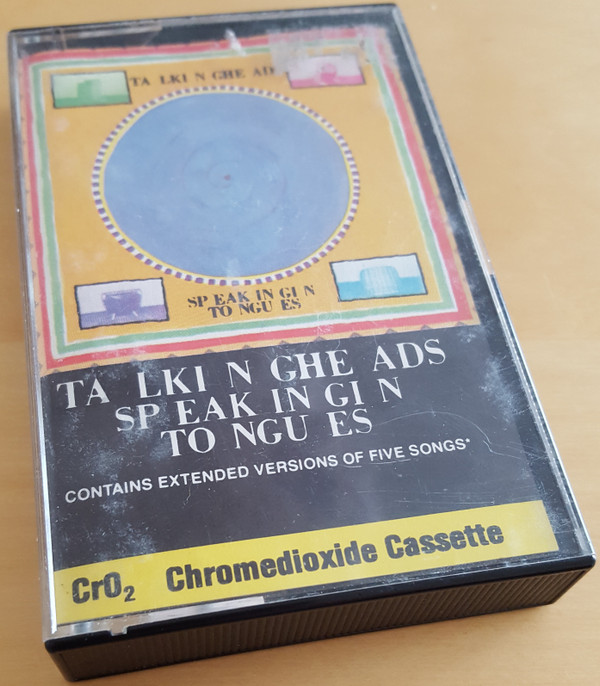 TA LKI N GHE AD
SP EAK IN GI N
TO NGU ES
TA LKI N GHE ADS
SP EAK IN GI N
TO NGU ES
CONTAINS EXTENDED VERSIONS OF FIVE SONGS*
CrO₂ Chromedioxide Cassette